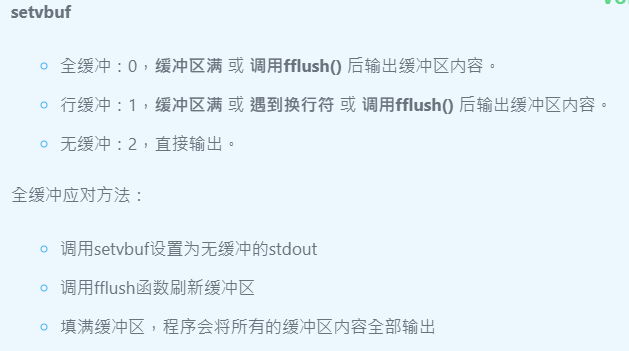 setvbuf
全缓冲：0，缓冲区满 或 调用fflush() 后输出缓冲区内容。
行缓冲：1，缓冲区满 或 遇到换行符 或 调用fflush() 后输出缓冲区内容。
无缓冲：2，直接输出。
全缓冲应对方法：
调用setvbuf设置为无缓冲的stdout
调用fflush函数刷新缓冲区
填满缓冲区，程序会将所有的缓冲区内容全部输出